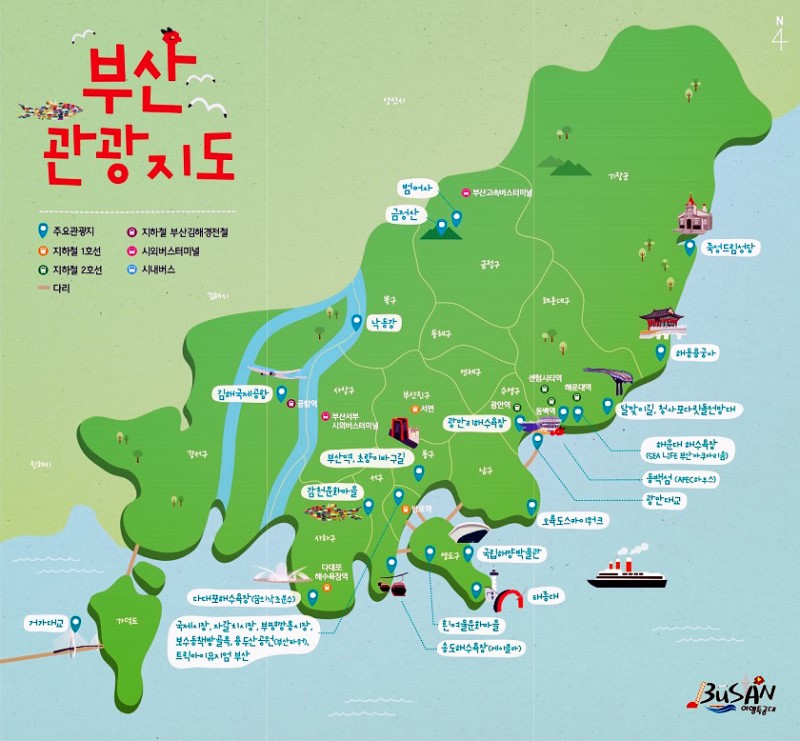 부산
관광지도
N
4
주요관광지
지하철 1호선
지하철 2호선
다리
지하철 부산김해경전철
시외버스터미널
시내버스
양산시
기장군
범어사
부산고속버스터미널
금정산
금정구
죽성드림성당
김해시
북구
낙동강
동래구
해운대구
해동용궁사
연제구
김해국제공항
공항역
사상구
부산서부
시외버스터미널
부산진구
서면
수영구
센텀시티역
해운대역
광안역
동백역
광안리해수욕장
달맞이길, 청사포다릿돌전망대
해운대 해수욕장
(SEA LIFE 부산아쿠아리움)
동백섬 (APEC하우스)
광안대교
진해시
강서구
부산역, 초량이바구길
동구
서구
남구
감천문화마을
남포역
오륙도스카이워크
사하구
영도구
국립해양박물관
다대포
해수욕장역
다대포해수욕장(꿈의낙조분수)
태종대
거가대교
가덕도
국제시장, 자갈치시장, 부평깡통시장,
보수동책방골목, 용두산공원(부산타워),
트릭아이뮤지엄 부산
흰여울문화마을
송도해수욕장(케이블카)
BUSAN
여행특공대